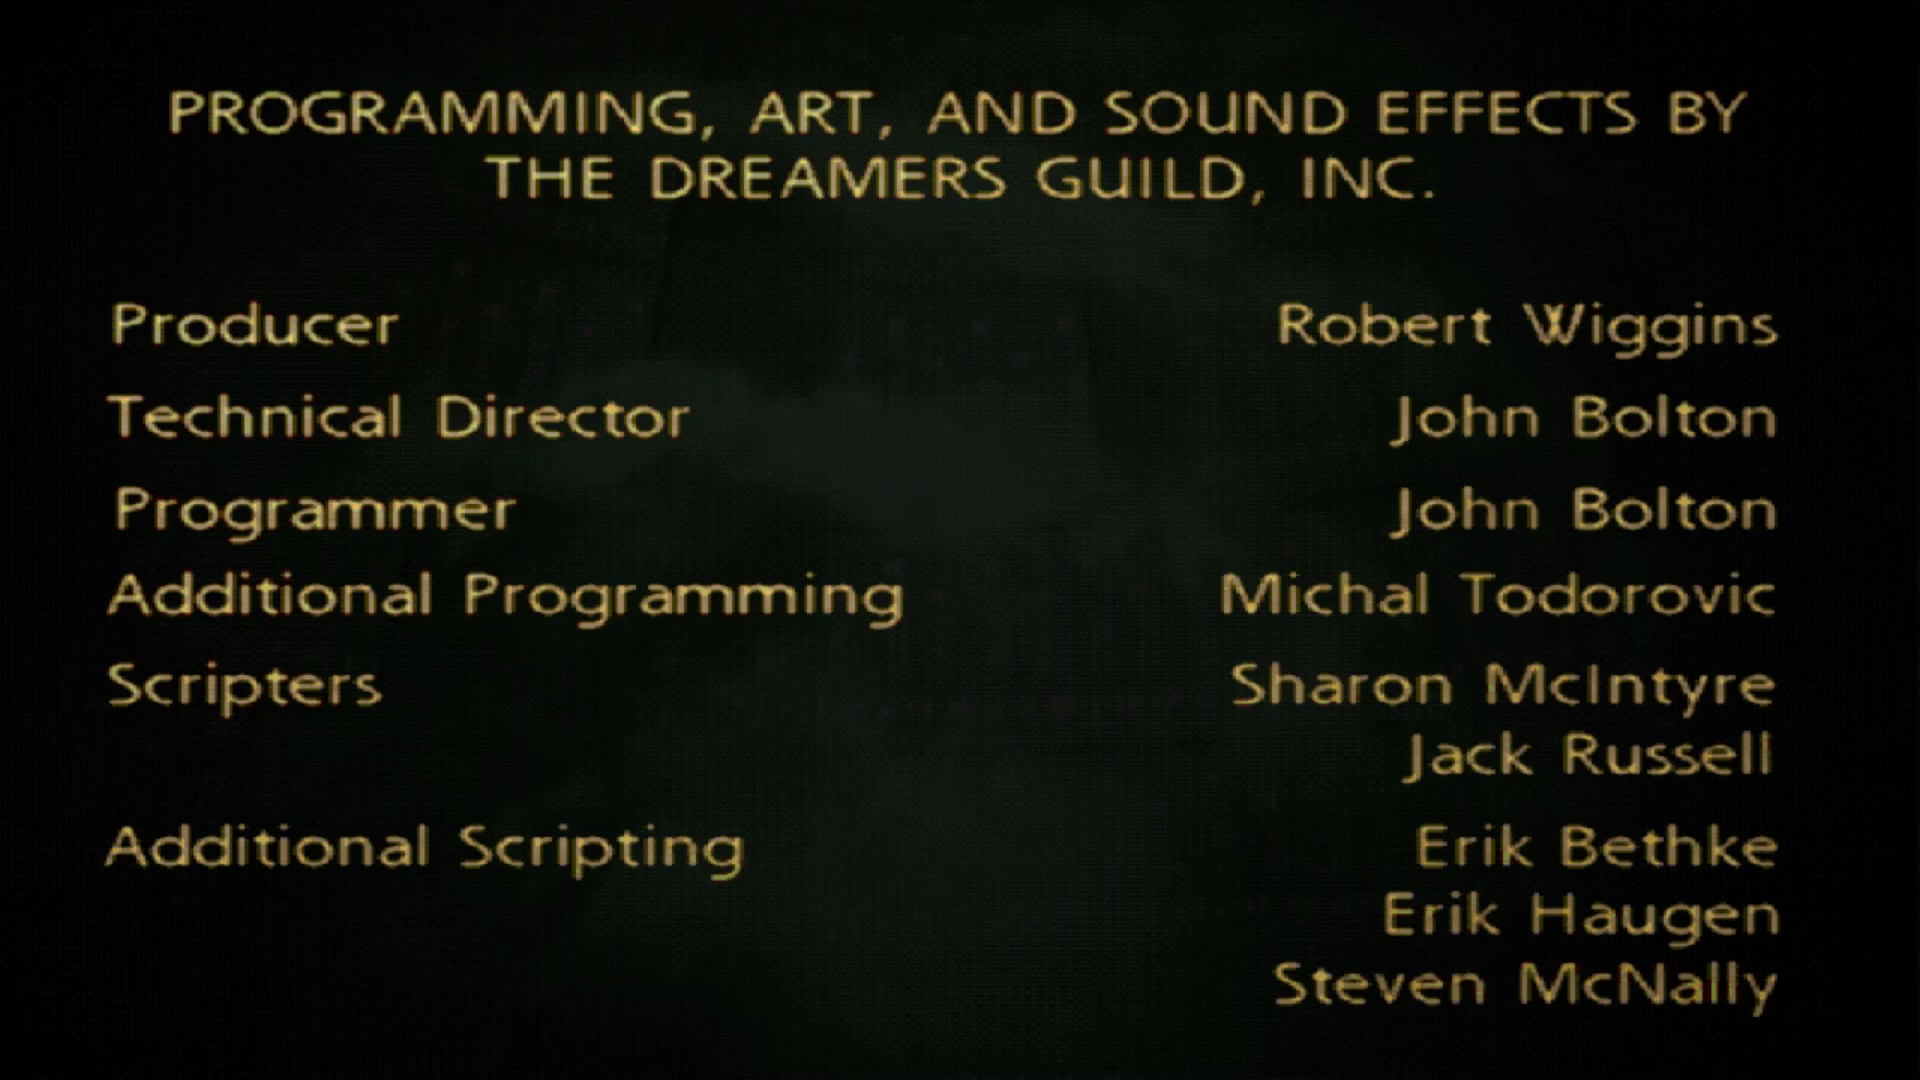 PROGRAMMING, ART, AND SOUND EFFECTS BY
THE DREAMERS GUILD, INC.
Producer Robert Wiggins
Technical Director John Bolton
Programmer John Bolton
Additional Programming Michal Todorovic
Scripters Sharon McIntyre
Jack Russell
Additional Scripting Erik Bethke
Erik Haugen
Steven McNally